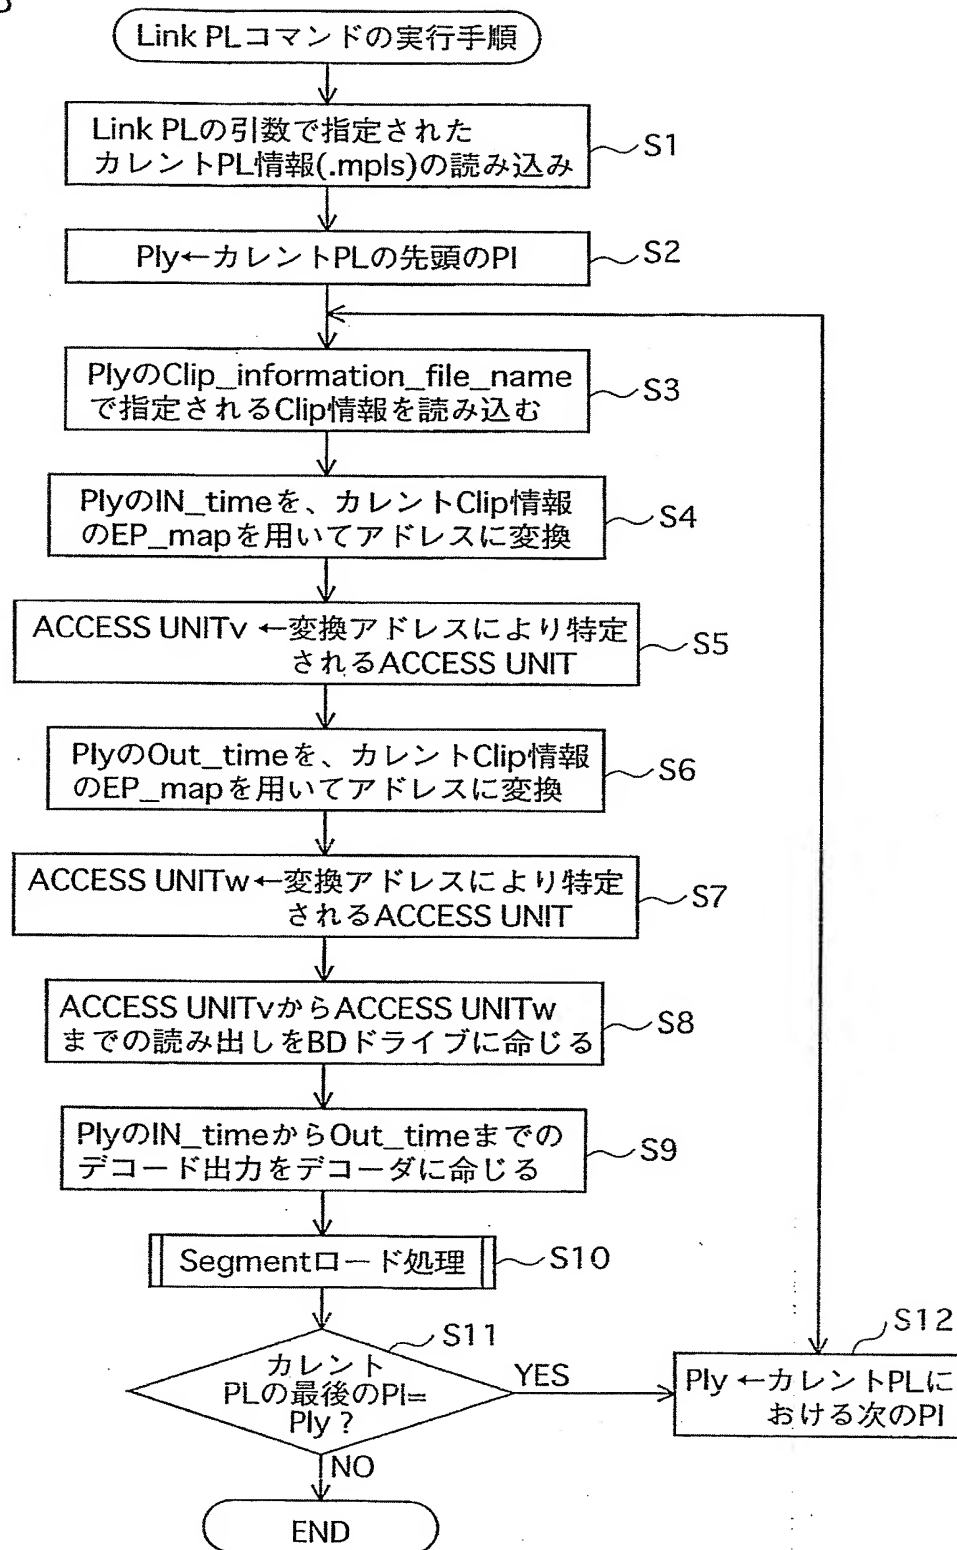 Link PLコマンドの実行手順
Link PLの引数で指定された
カレントPL情報(.mpls)の読み込み
S1
PIy←カレントPLの先頭のPI
S2
PIyのClip_information_file_name
で指定されるClip情報を読み込む
S3
PIyのIN_timeを、カレントClip情報
のEP_mapを用いてアドレスに変換
S4
ACCESS UNITv ←変換アドレスにより特定
されるACCESS UNIT
S5
PIyのOut_timeを、カレントClip情報
のEP_mapを用いてアドレスに変換
S6
ACCESS UNITw←変換アドレスにより特定
されるACCESS UNIT
S7
ACCESS UNITvからACCESS UNITw
までの読み出しをBDドライブに命じる
S8
PIyのIN_timeからOut_timeまでの
デコード出力をデコーダに命じる
S9
Segmentロード処理
S10
S11
カレント
PLの最後のPI=
PIy ?
YES
NO
S12
PIy ←カレントPLに
おける次のPI
END